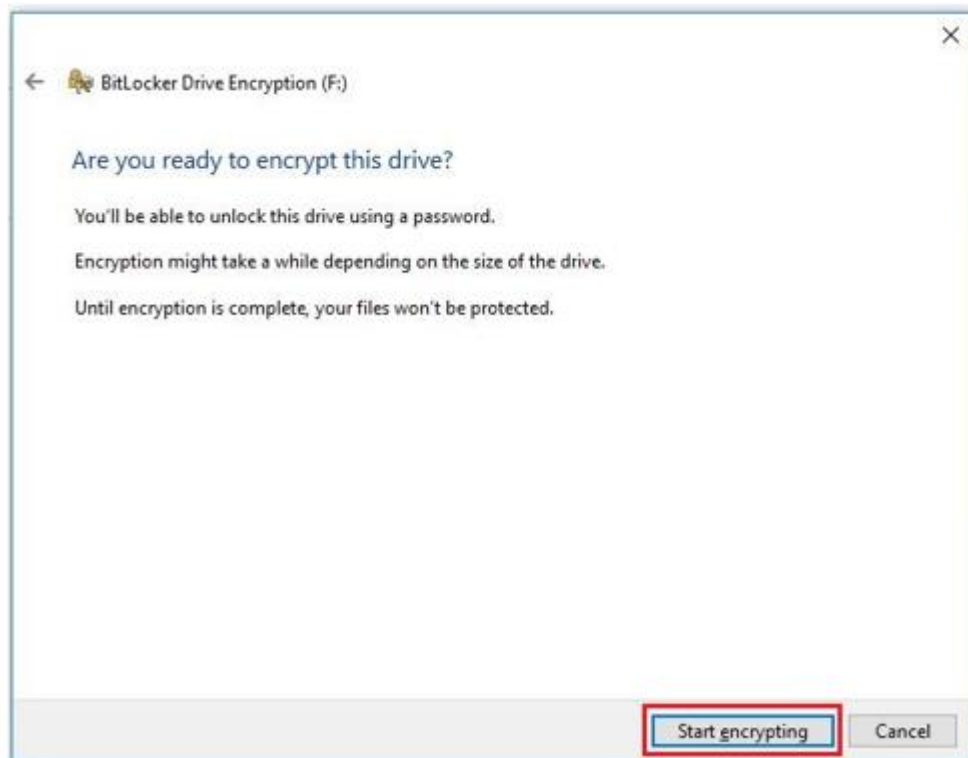 BitLocker Drive Encryption (F:)
Are you ready to encrypt this drive?
You'll be able to unlock this drive using a password.
Encryption might take a while depending on the size of the drive.
Until encryption is complete, your files won't be protected.
Start encrypting
Cancel